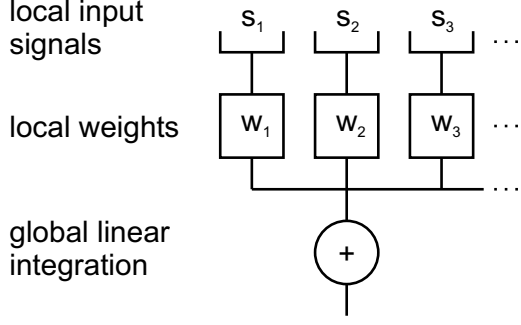 local input
signals
s₁ s₂ s₃ ...
local weights
w₁ w₂ w₃ ...
...
global linear
integration
+